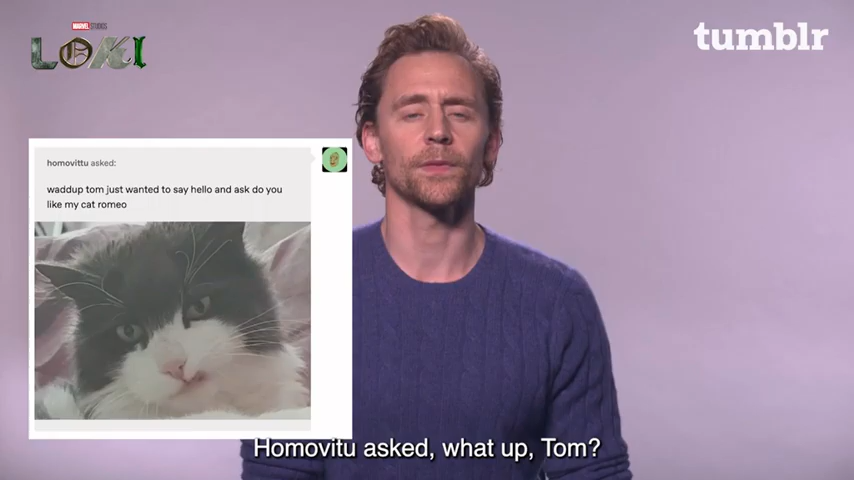 MARVEL STUDIOS
LOKI
tumblr
homovittu asked:
waddup tom just wanted to say hello and ask do you
like my cat romeo
Homovitu asked, what up, Tom?